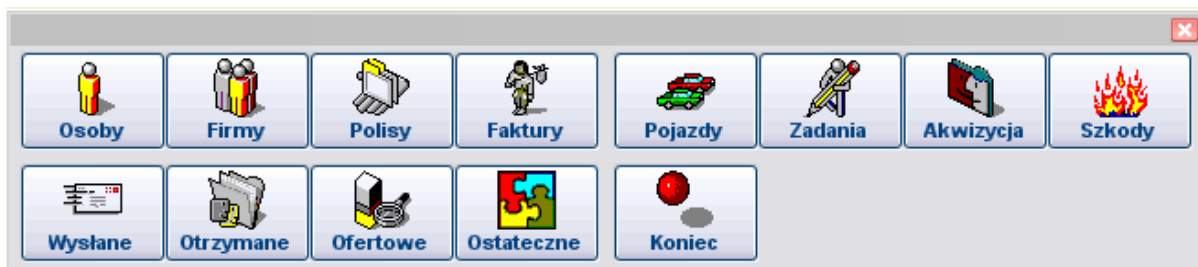 Osoby Firmy Polisy Faktury Pojazdy Zadania Akwizycja Szkody
Wysłane Otrzymane Ofertowe Ostateczne Koniec